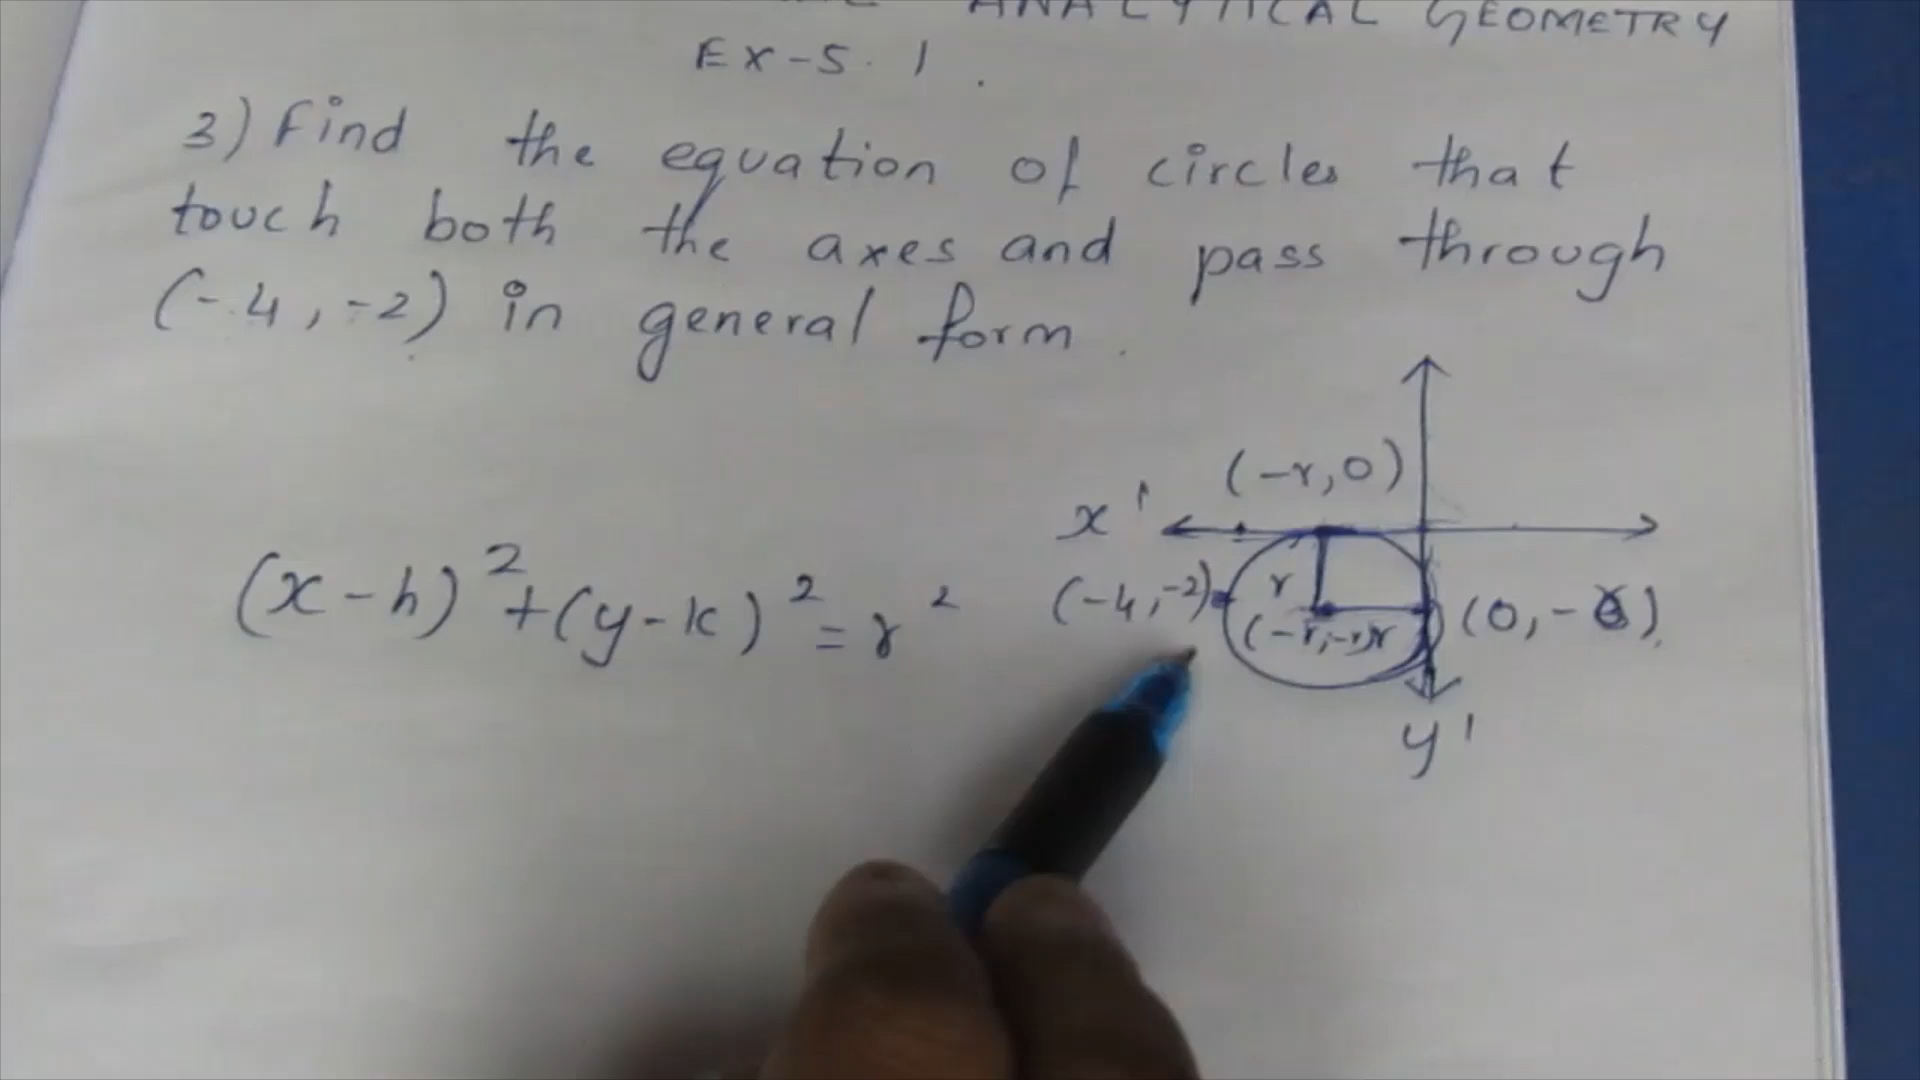 ANALYTICAL GEOMETRY
EX-5.1.
3) Find the equation of circles that
touch both the axes and pass through
(-4,-2) in general form.
(-r,0)
x'
(x-h)²+(y-k)²=r²
(-4,-2)
r
(0,-
(-r,-r)r
y'